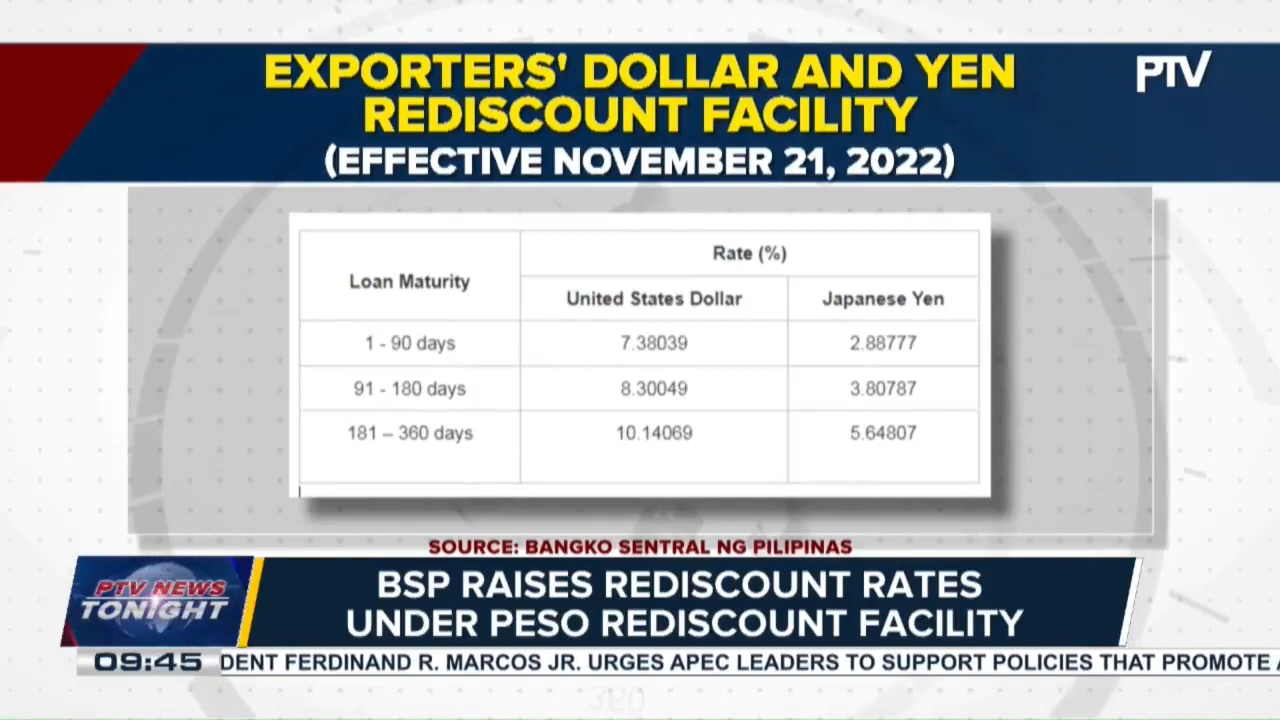 EXPORTERS' DOLLAR AND YEN
REDISCOUNT FACILITY
(EFFECTIVE NOVEMBER 21, 2022)
PTV
Loan Maturity
Rate (%)
United States Dollar
Japanese Yen
1 - 90 days
7.38039
2.88777
91 - 180 days
8.30049
3.80787
181 – 360 days
10.14069
5.64807
SOURCE: BANGKO SENTRAL NG PILIPINAS
PTV NEWS
TONIGHT
BSP RAISES REDISCOUNT RATES
UNDER PESO REDISCOUNT FACILITY
09:45
DENT FERDINAND R. MARCOS JR. URGES APEC LEADERS TO SUPPORT POLICIES THAT PROMOTE